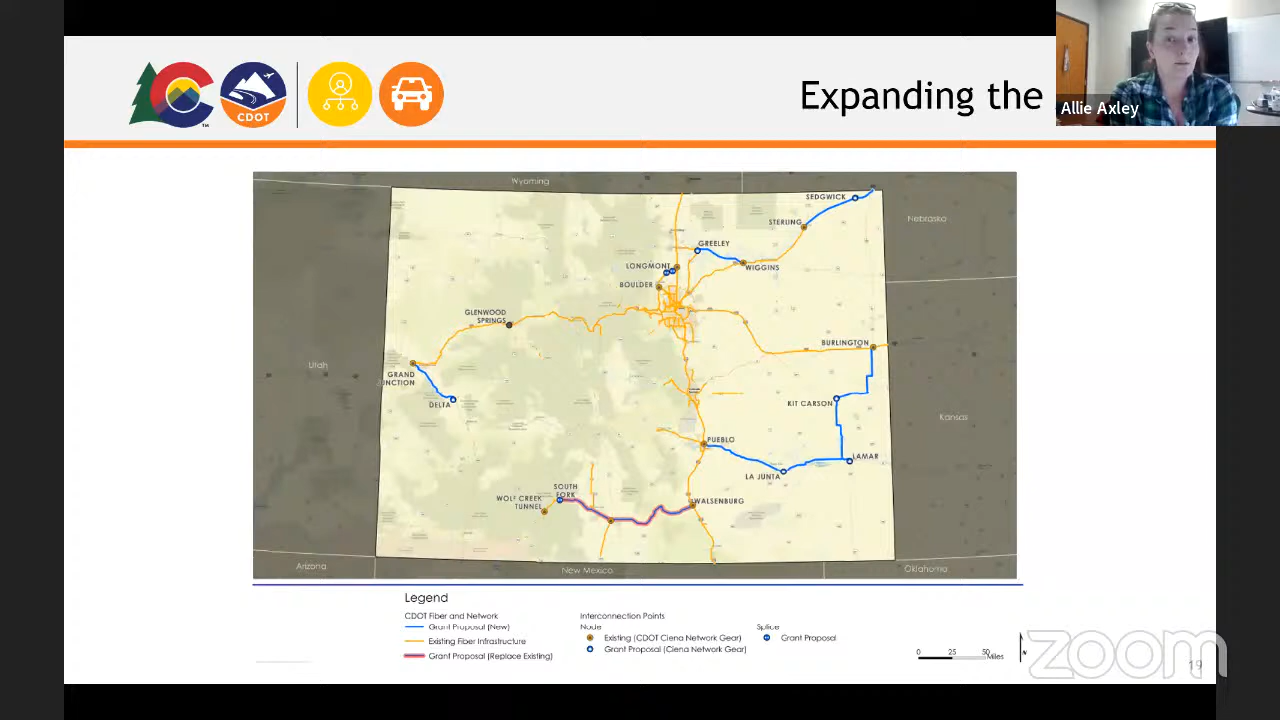 CDOT
Expanding the
Allie Axley
Wyoming
SEDGWICK
Nebraska
STERLING
GREELEY
LONGMONT
WIGGINS
BOULDER
GLENWOOD
SPRINGS
BURLINGTON
Utah
GRAND
JUNCTION
DELTA
KIT CARSON
Kansas
PUEBLO
LAMAR
LA JUNTA
SOUTH
FORK
WOLF CREEK
TUNNEL
WALSENBURG
Arizona
New Mexico
Oklahoma
Legend
CDOT Fiber and Network
Grant Proposal (New)
Existing Fiber Infrastructure
Grant Proposal (Replace Existing)
Interconnection Points
Node
Existing (CDOT Ciena Network Gear)
Grant Proposal (Ciena Network Gear)
Splice
Grant Proposal
0 25 50
Miles
N
zoom
19